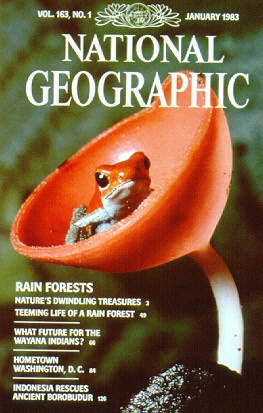 VOL. 163, NO. 1 JANUARY 1983
NATIONAL
GEOGRAPHIC
RAIN FORESTS
NATURE'S DWINDLING TREASURES 2
TEEMING LIFE OF A RAIN FOREST 49
WHAT FUTURE FOR THE
WAYANA INDIANS? 66
HOMETOWN
WASHINGTON, D. C. 84
INDONESIA RESCUES
ANCIENT BOROBUDUR 126